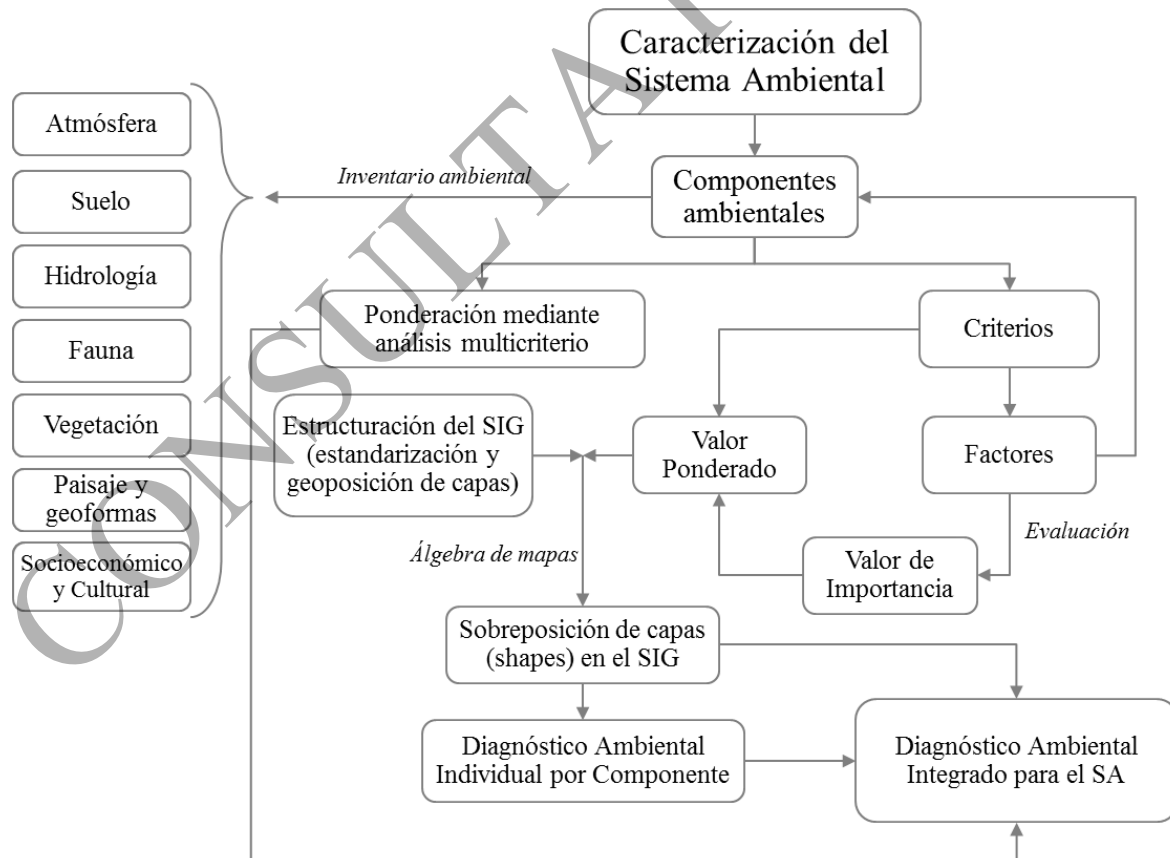 Caracterización del
Sistema Ambiental
Atmósfera
Suelo
Hidrología
Fauna
Vegetación
Paisaje y
geoformas
Socioeconómico
y Cultural
Inventario ambiental
Componentes
ambientales
Ponderación mediante
análisis multicriterio
Criterios
Estructuración del SIG
(estandarización y
geoposición de capas)
Valor
Ponderado
Factores
Evaluación
Álgebra de mapas
Valor de
Importancia
Sobreposición de capas
(shapes) en el SIG
Diagnóstico Ambiental
Individual por Componente
Diagnóstico Ambiental
Integrado para el SA
CONSULTA